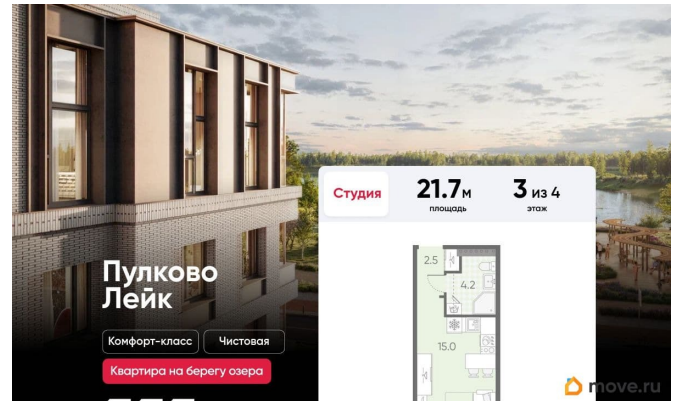 Студия
21.7 м
площадь
3 из 4
этаж
2.5
4.2
15.0
Пулково
Лейк
Комфорт-класс
Чистовая
Квартира на берегу озера
move.ru